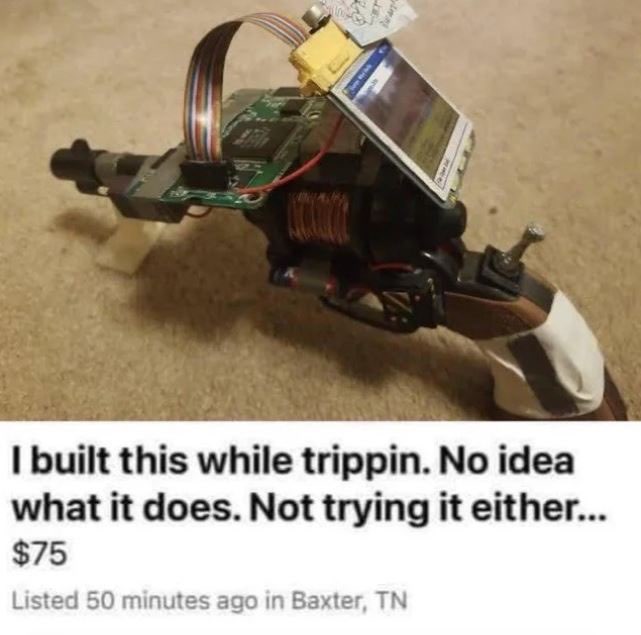 I built this while trippin. No idea
what it does. Not trying it either...
$75
Listed 50 minutes ago in Baxter, TN